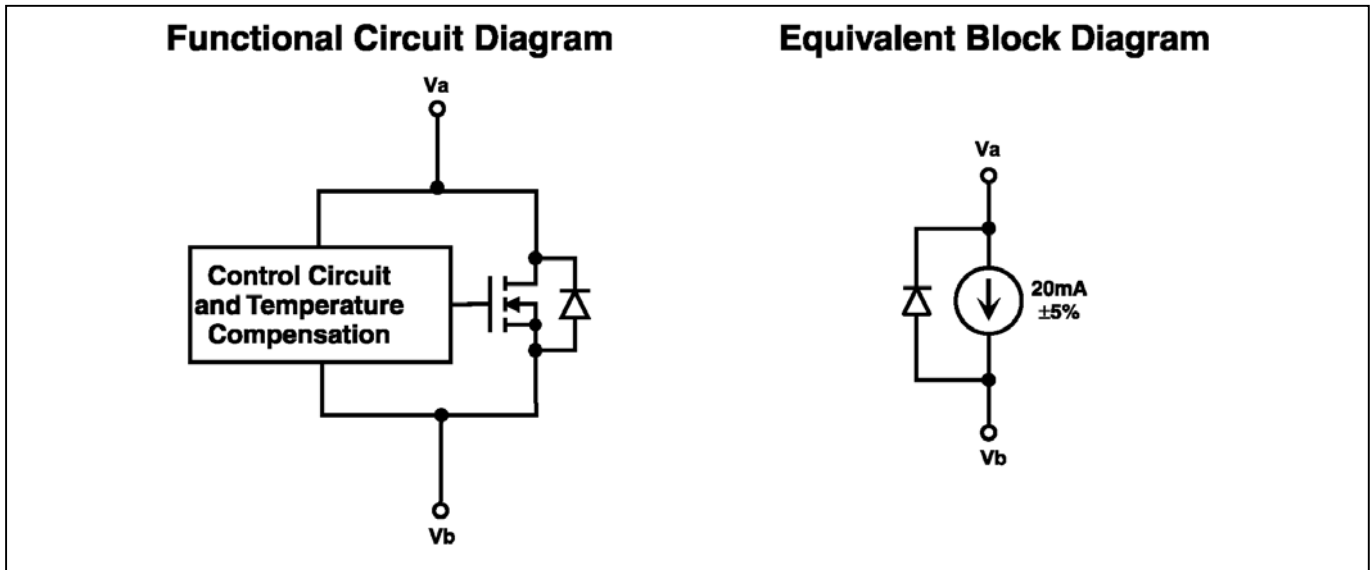 Functional Circuit Diagram
Va
Control Circuit
and Temperature
Compensation
Vb
Equivalent Block Diagram
Va
20mA
±5%
Vb